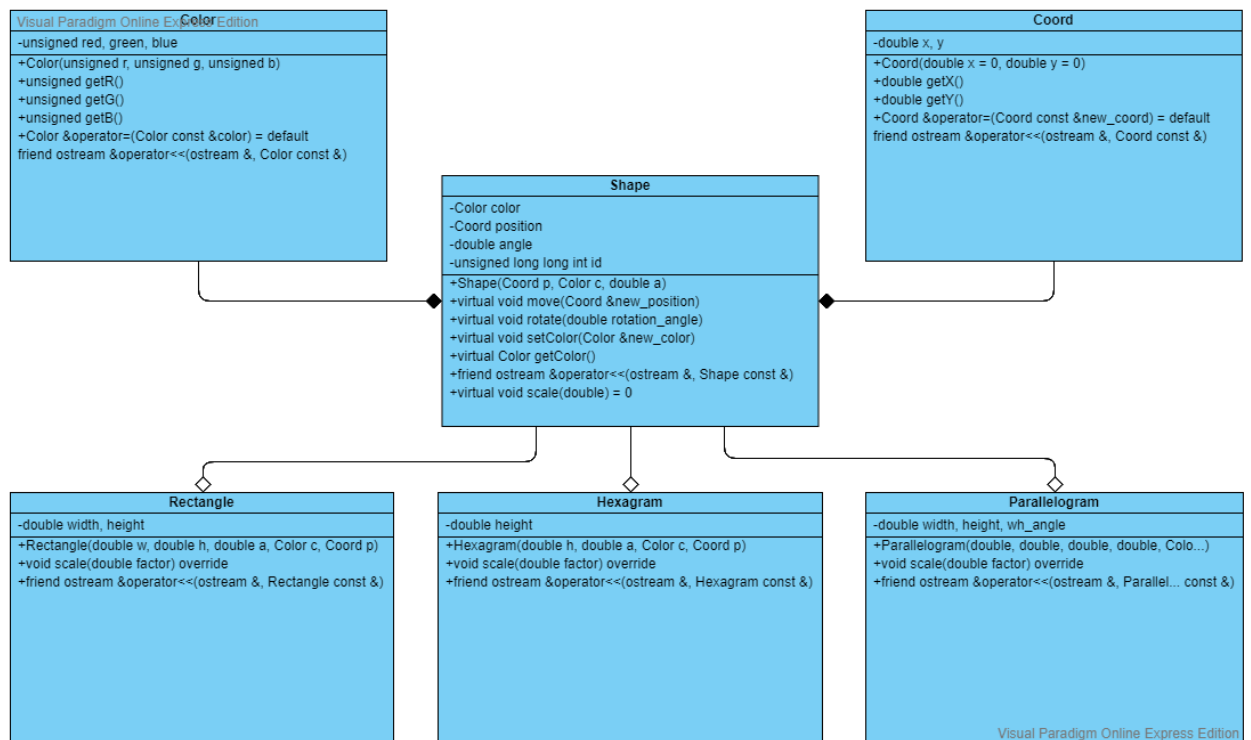 Visual Paradigm Online Express Edition
Color
-unsigned red, green, blue
+Color(unsigned r, unsigned g, unsigned b)
+unsigned getR()
+unsigned getG()
+unsigned getB()
+Color &operator=(Color const &color) = default
friend ostream &operator<<(ostream &, Color const &)
Coord
-double x, y
+Coord(double x = 0, double y = 0)
+double getX()
+double getY()
+Coord &operator=(Coord const &new_coord) = default
friend ostream &operator<<(ostream &, Coord const &)
Shape
-Color color
-Coord position
-double angle
-unsigned long long int id
+Shape(Coord p, Color c, double a)
+virtual void move(Coord &new_position)
+virtual void rotate(double rotation_angle)
+virtual void setColor(Color &new_color)
+virtual Color getColor()
+friend ostream &operator<<(ostream &, Shape const &)
+virtual void scale(double) = 0
Rectangle
-double width, height
+Rectangle(double w, double h, double a, Color c, Coord p)
+void scale(double factor) override
+friend ostream &operator<<(ostream &, Rectangle const &)
Hexagram
-double height
+Hexagram(double h, double a, Color c, Coord p)
+void scale(double factor) override
+friend ostream &operator<<(ostream &, Hexagram const &)
Parallelogram
-double width, height, wh_angle
+Parallelogram(double, double, double, double, Colo...)
+void scale(double factor) override
+friend ostream &operator<<(ostream &, Parallel... const &)
Visual Paradigm Online Express Edition